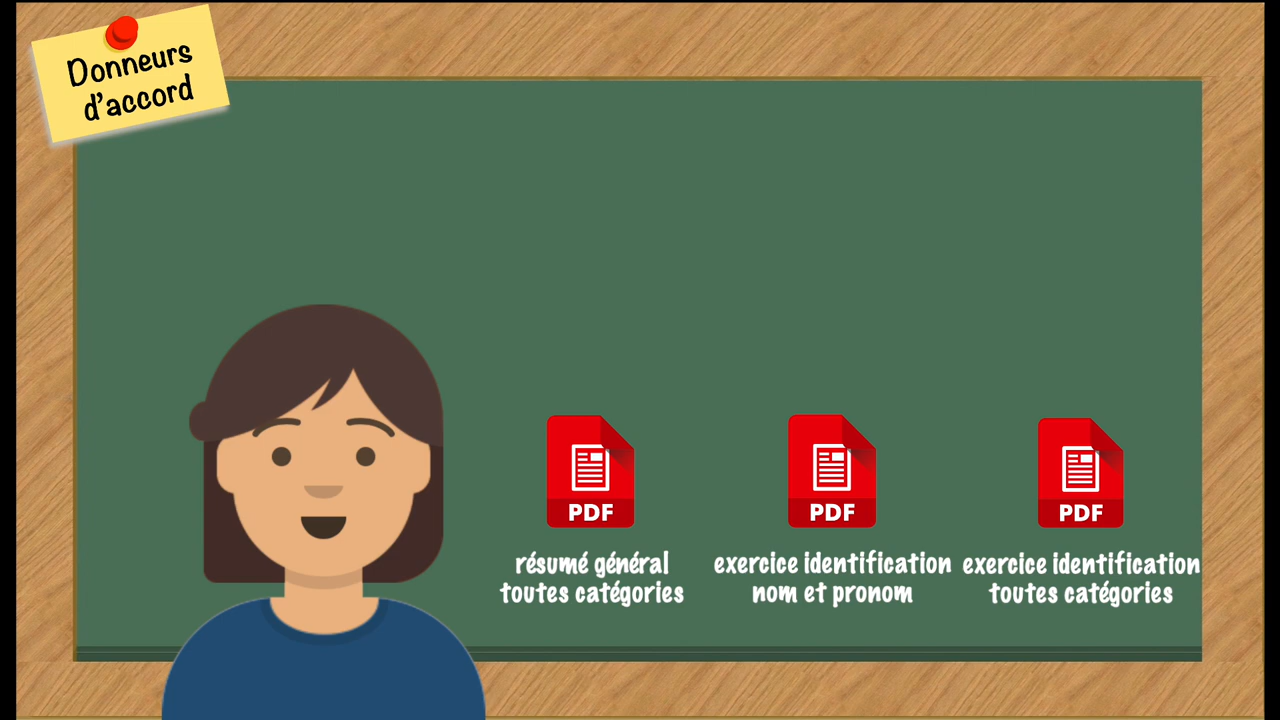 Donneurs
d'accord
PDF
résumé général
toutes catégories
PDF
exercice identification
nom et pronom
PDF
exercice identification
toutes catégories